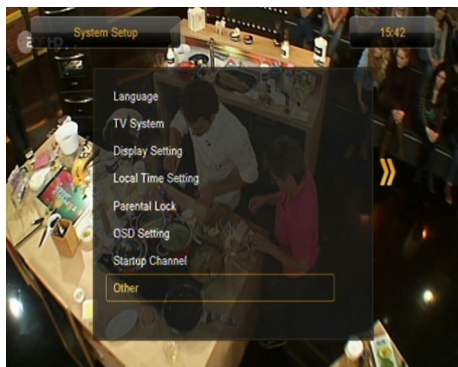 System Setup
15:42
Language
TV System
Display Setting
Local Time Setting
Parental Lock
OSD Setting
Startup Channel
Other